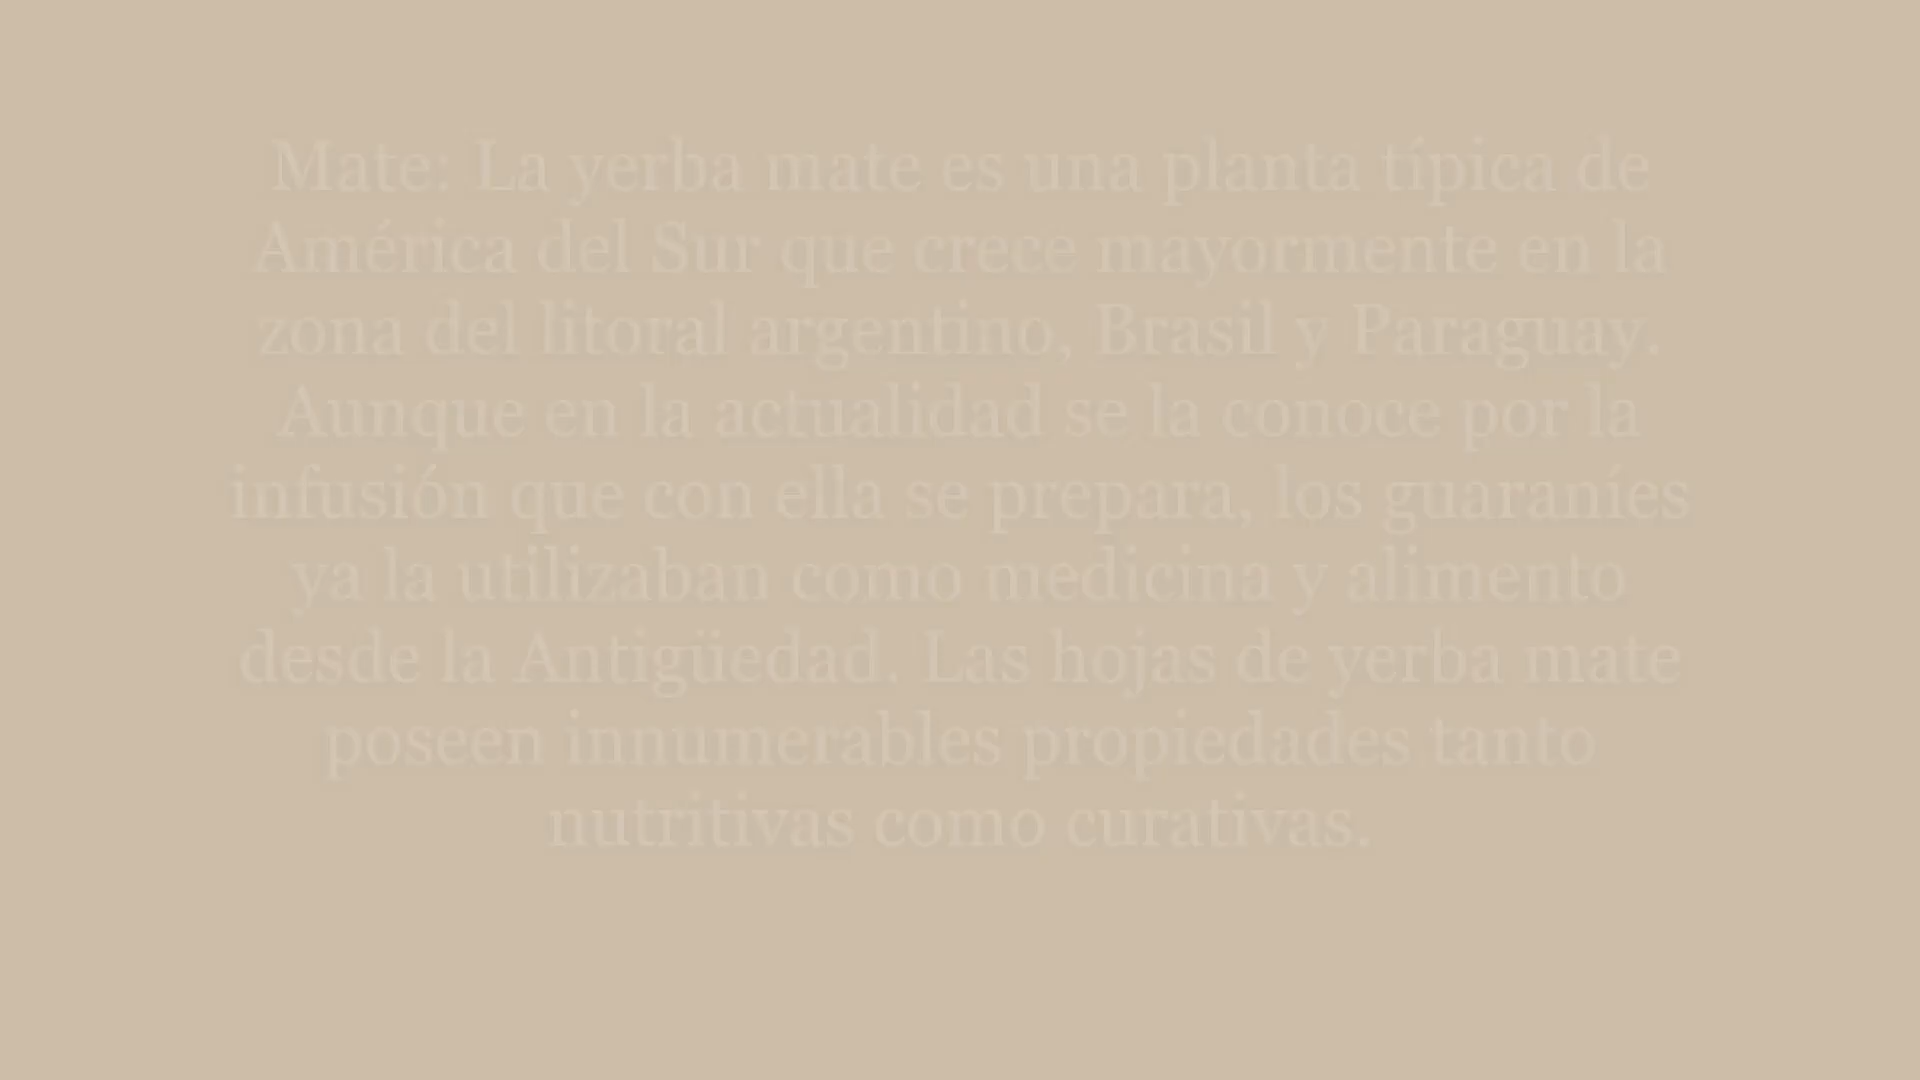 Mate: La yerba mate es una planta típica de
América del Sur que crece mayormente en la
zona del litoral argentino, Brasil y Paraguay.
Aunque en la actualidad se la conoce por la
infusión que con ella se prepara, los guaraníes
ya la utilizaban como medicina y alimento
desde la Antigüedad. Las hojas de yerba mate
poseen innumerables propiedades tanto
nutritivas como curativas.